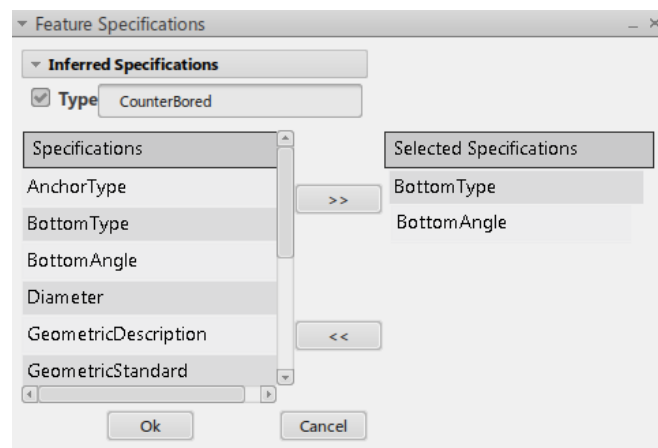 Feature Specifications
Inferred Specifications
Type CounterBored
Specifications
AnchorType
BottomType
BottomAngle
Diameter
GeometricDescription
GeometricStandard
>>
<<
Selected Specifications
BottomType
BottomAngle
Ok Cancel